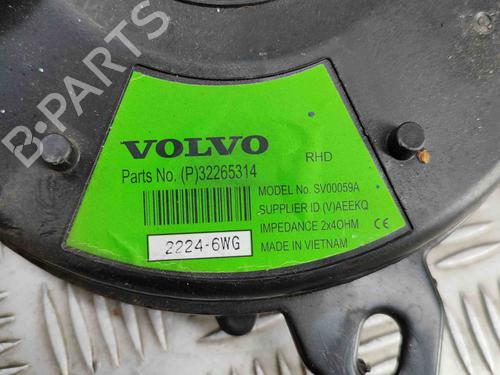 B-PARTS
VOLVO
RHD
Parts No. (P)32265314
MODEL No. SV00059A
SUPPLIER ID (V)AEEKQ
IMPEDANCE 2x4OHM
MADE IN VIETNAM CE
2224-6WG